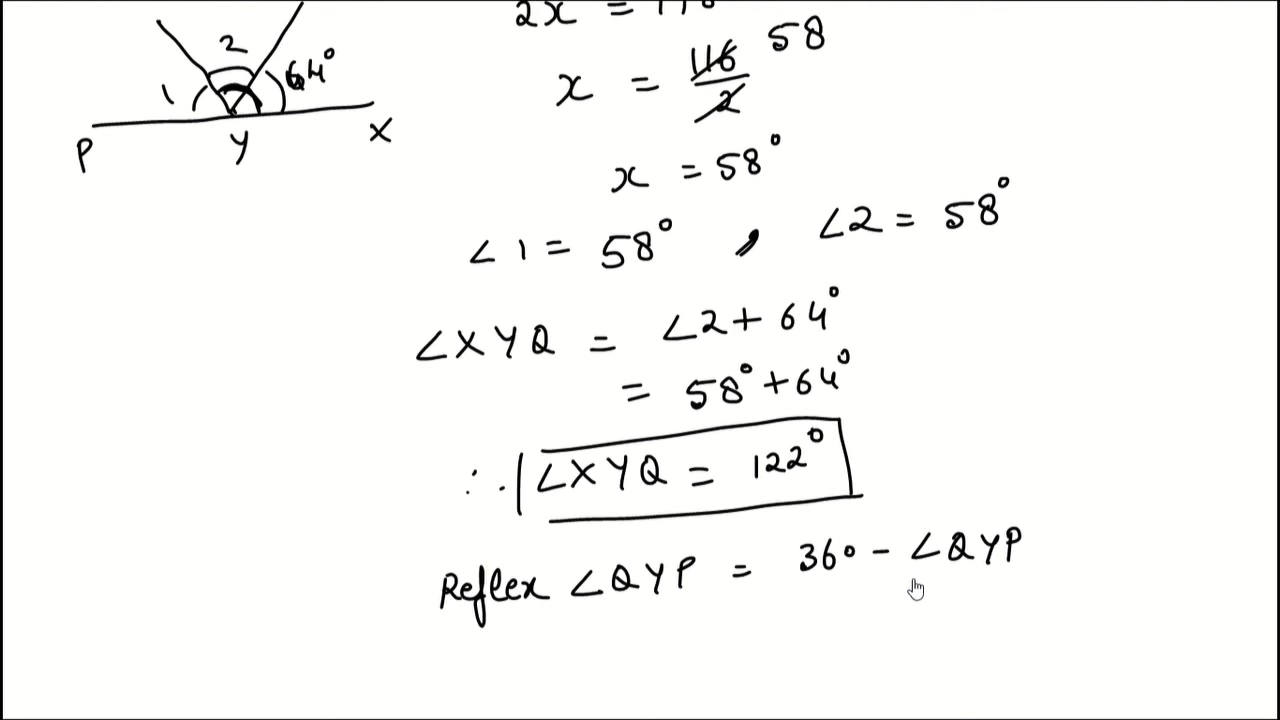 2x =
2
1
64°
P
Y
X
x = 116/2 58
x = 58°
∠1 = 58° , ∠2 = 58°
∠XYQ = ∠2 + 64°
= 58° + 64°
∴ ∠XYQ = 122°
Reflex ∠QYP = 360 - ∠QYP